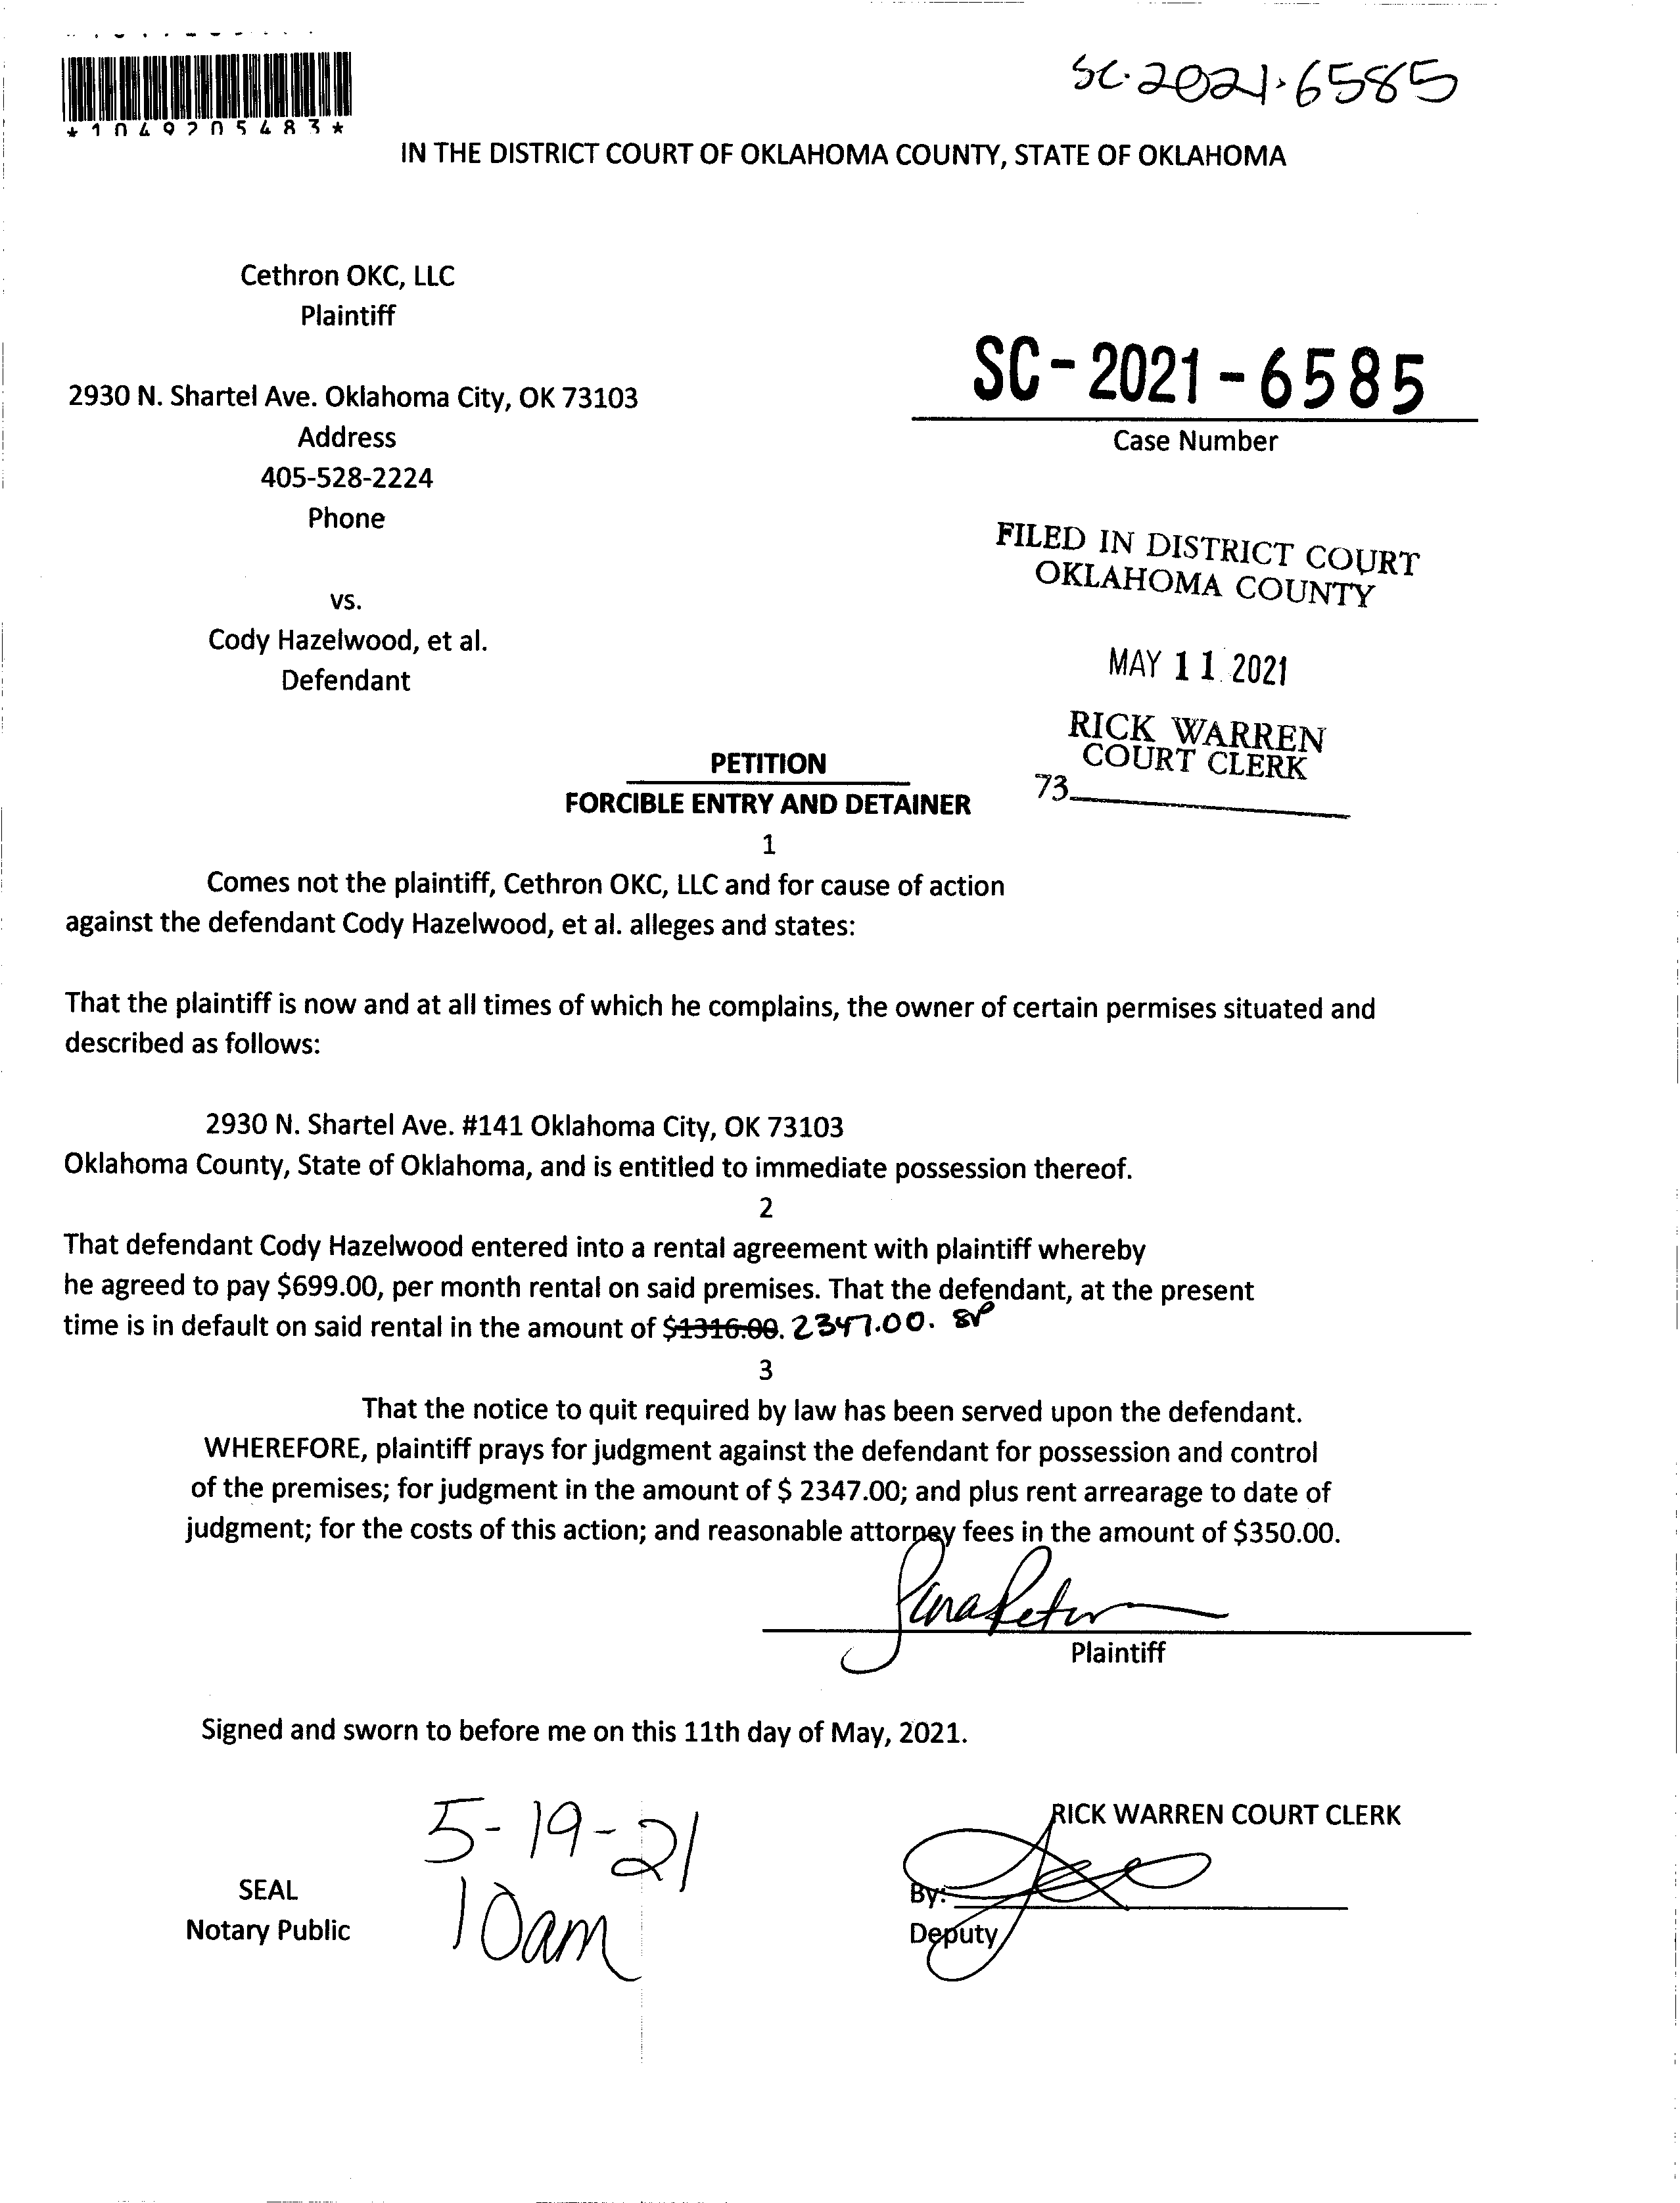 SC-2021-6585
*1049205483*
IN THE DISTRICT COURT OF OKLAHOMA COUNTY, STATE OF OKLAHOMA
Cethron OKC, LLC
Plaintiff
2930 N. Shartel Ave. Oklahoma City, OK 73103
Address
405-528-2224
Phone
SC-2021-6585
Case Number
FILED IN DISTRICT COURT
OKLAHOMA COUNTY
vs.
Cody Hazelwood, et al.
Defendant
MAY 11 2021
RICK WARREN
COURT CLERK
73
PETITION
FORCIBLE ENTRY AND DETAINER
1
Comes not the plaintiff, Cethron OKC, LLC and for cause of action
against the defendant Cody Hazelwood, et al. alleges and states:
That the plaintiff is now and at all times of which he complains, the owner of certain permises situated and
described as follows:
2930 N. Shartel Ave. #141 Oklahoma City, OK 73103
Oklahoma County, State of Oklahoma, and is entitled to immediate possession thereof.
2
That defendant Cody Hazelwood entered into a rental agreement with plaintiff whereby
he agreed to pay $699.00, per month rental on said premises. That the defendant, at the present
time is in default on said rental in the amount of $1316.00. 2347.00. SP
3
That the notice to quit required by law has been served upon the defendant.
WHEREFORE, plaintiff prays for judgment against the defendant for possession and control
of the premises; for judgment in the amount of $ 2347.00; and plus rent arrearage to date of
judgment; for the costs of this action; and reasonable attorney fees in the amount of $350.00.
Plaintiff
Signed and sworn to before me on this 11th day of May, 2021.
5-19-21
10am
RICK WARREN COURT CLERK
SEAL
Notary Public
By:
Deputy